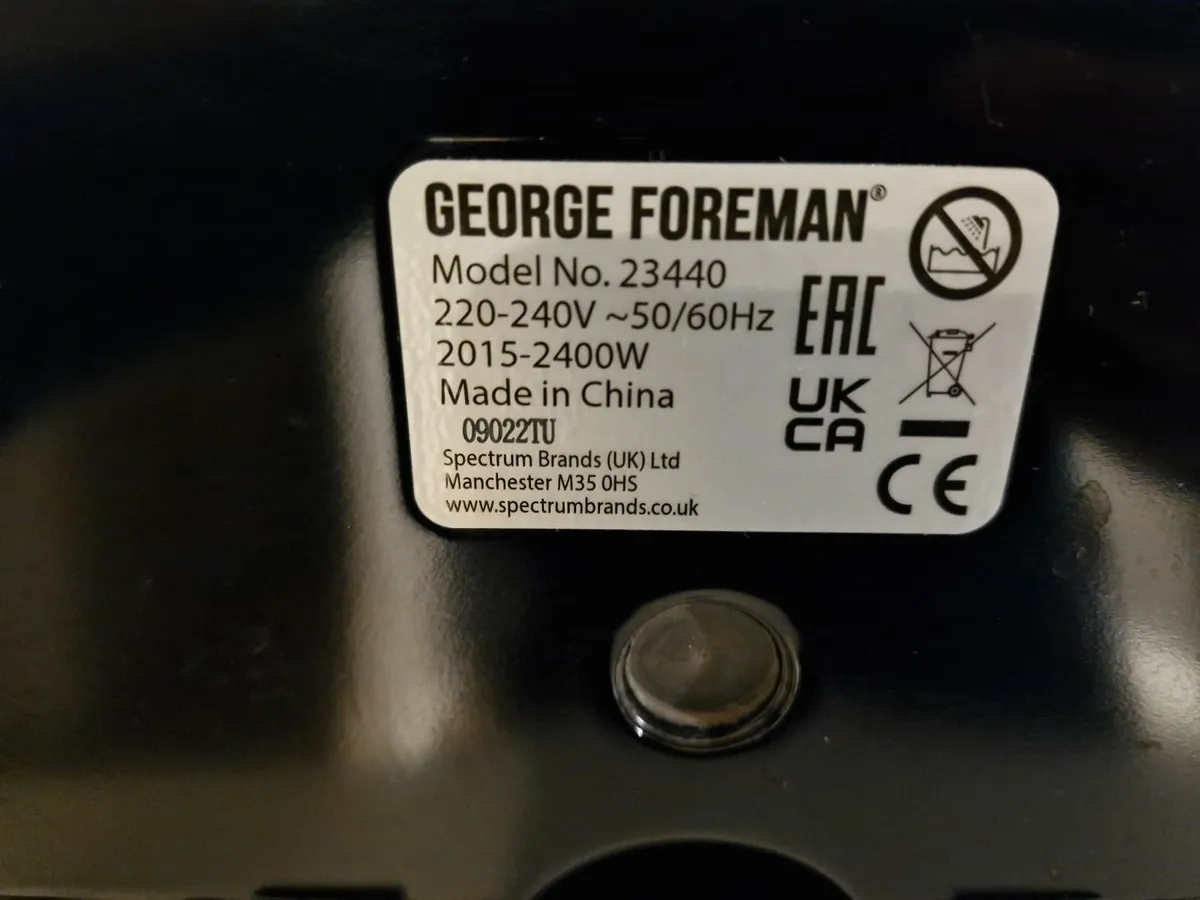 GEORGE FOREMAN®
Model No. 23440
220-240V ~50/60Hz
2015-2400W
Made in China
09022TU
Spectrum Brands (UK) Ltd
Manchester M35 0HS
www.spectrumbrands.co.uk
EAC
UK
CA
CE